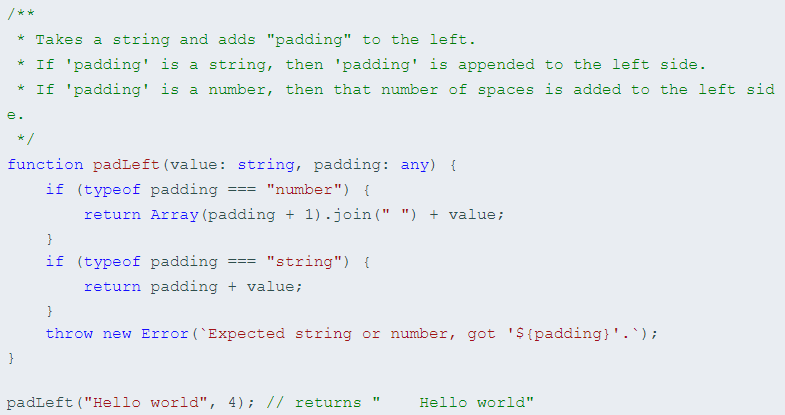 /**
 * Takes a string and adds "padding" to the left.
 * If 'padding' is a string, then 'padding' is appended to the left side.
 * If 'padding' is a number, then that number of spaces is added to the left sid
e.
 */
function padLeft(value: string, padding: any) {
    if (typeof padding === "number") {
        return Array(padding + 1).join(" ") + value;
    }
    if (typeof padding === "string") {
        return padding + value;
    }
    throw new Error(`Expected string or number, got '${padding}'.`);
}

padLeft("Hello world", 4); // returns "    Hello world"